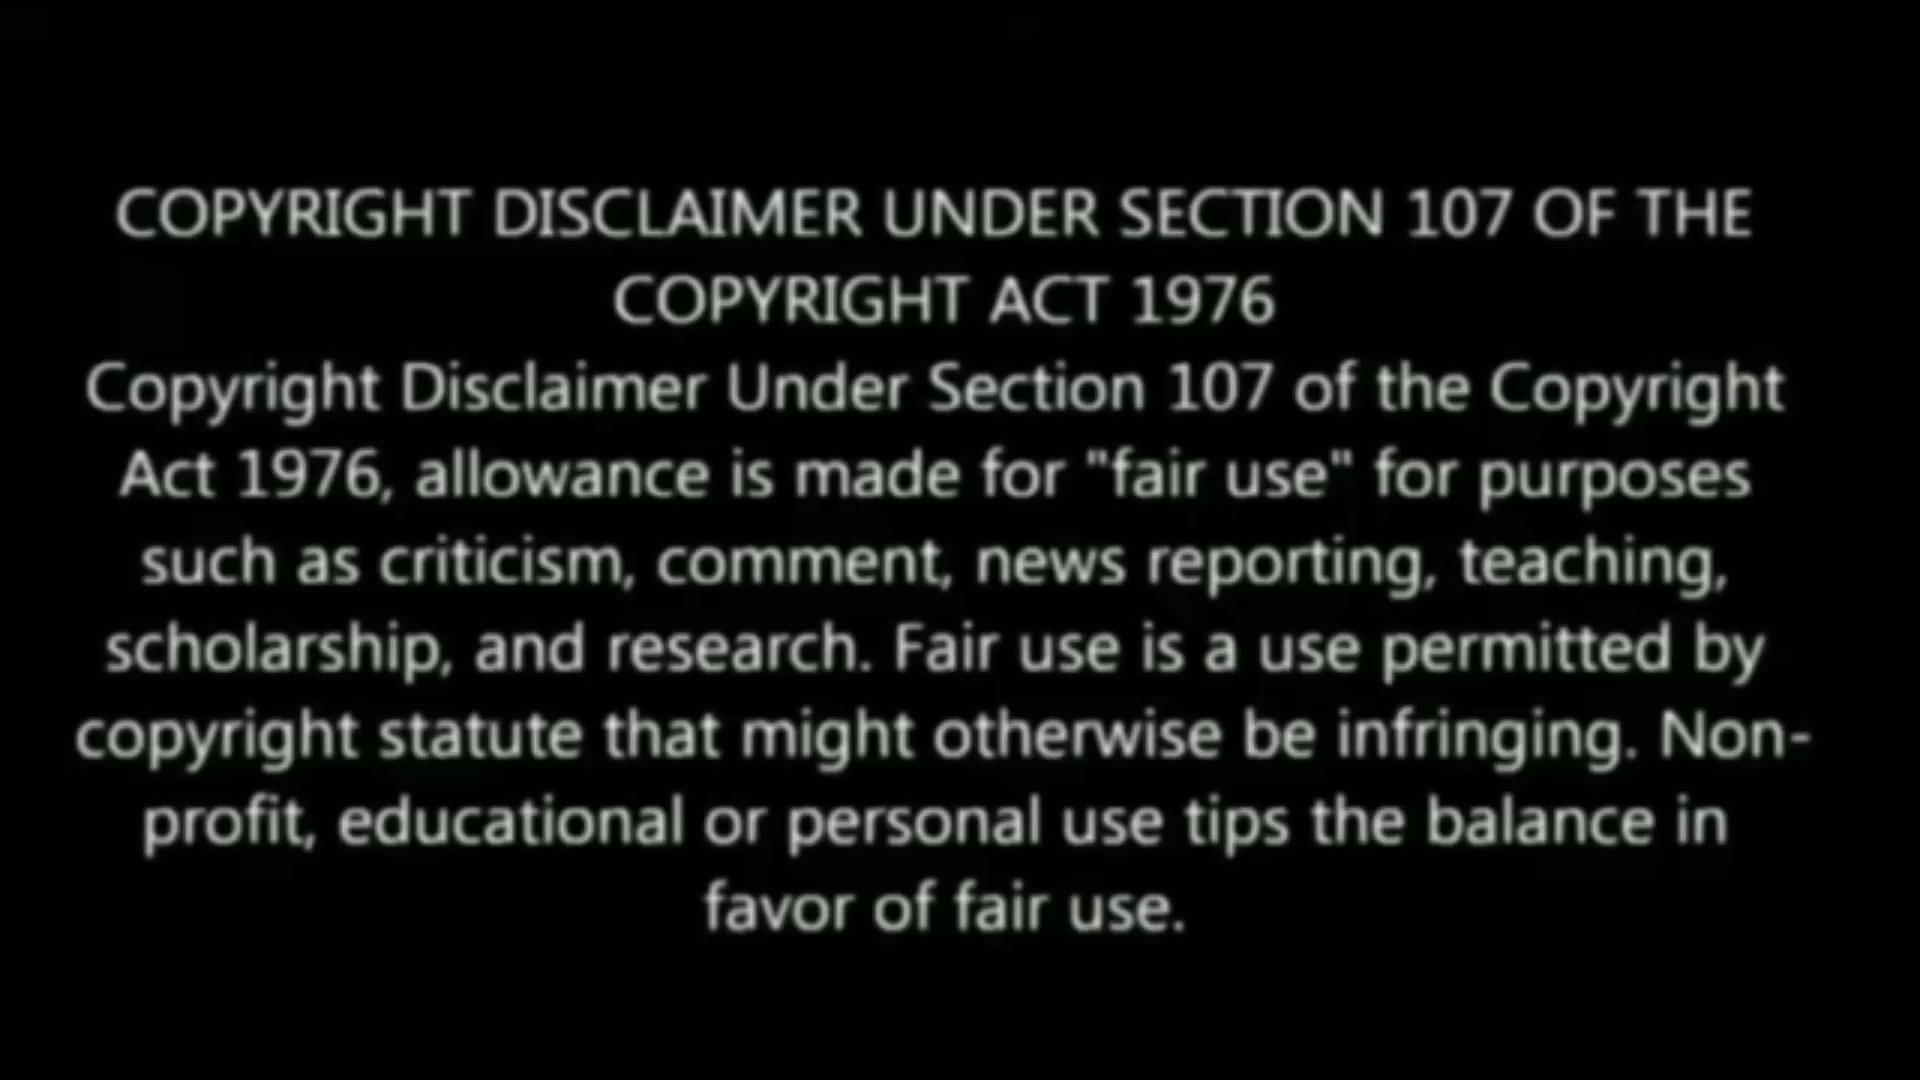 COPYRIGHT DISCLAIMER UNDER SECTION 107 OF THE
COPYRIGHT ACT 1976
Copyright Disclaimer Under Section 107 of the Copyright
Act 1976, allowance is made for "fair use" for purposes
such as criticism, comment, news reporting, teaching,
scholarship, and research. Fair use is a use permitted by
copyright statute that might otherwise be infringing. Non-
profit, educational or personal use tips the balance in
favor of fair use.